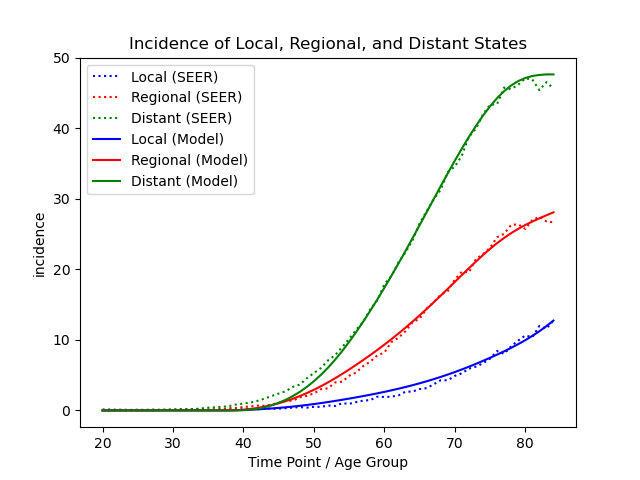 Incidence of Local, Regional, and Distant States
50
40
30
20
10
0
incidence
Local (SEER)
Regional (SEER)
Distant (SEER)
Local (Model)
Regional (Model)
Distant (Model)
20 30 40 50 60 70 80
Time Point / Age Group